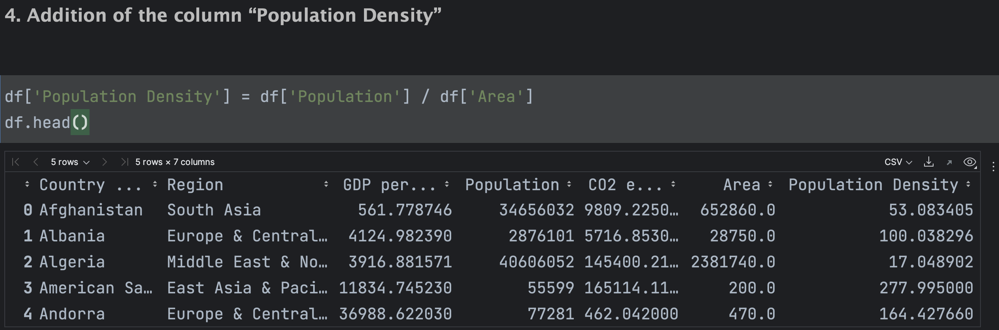 4. Addition of the column “Population Density”
df['Population Density'] = df['Population'] / df['Area']
df.head()
5 rows 5 rows × 7 columns CSV
Country ... Region GDP per... Population CO2 e... Area Population Density
0 Afghanistan South Asia 561.778746 34656032 9809.2250… 652860.0 53.083405
1 Albania Europe & Central… 4124.982390 2876101 5716.8530… 28750.0 100.038296
2 Algeria Middle East & No… 3916.881571 40606052 145400.21… 2381740.0 17.048902
3 American Sa… East Asia & Paci… 11834.745230 55599 165114.11… 200.0 277.995000
4 Andorra Europe & Central… 36988.622030 77281 462.042000 470.0 164.427660